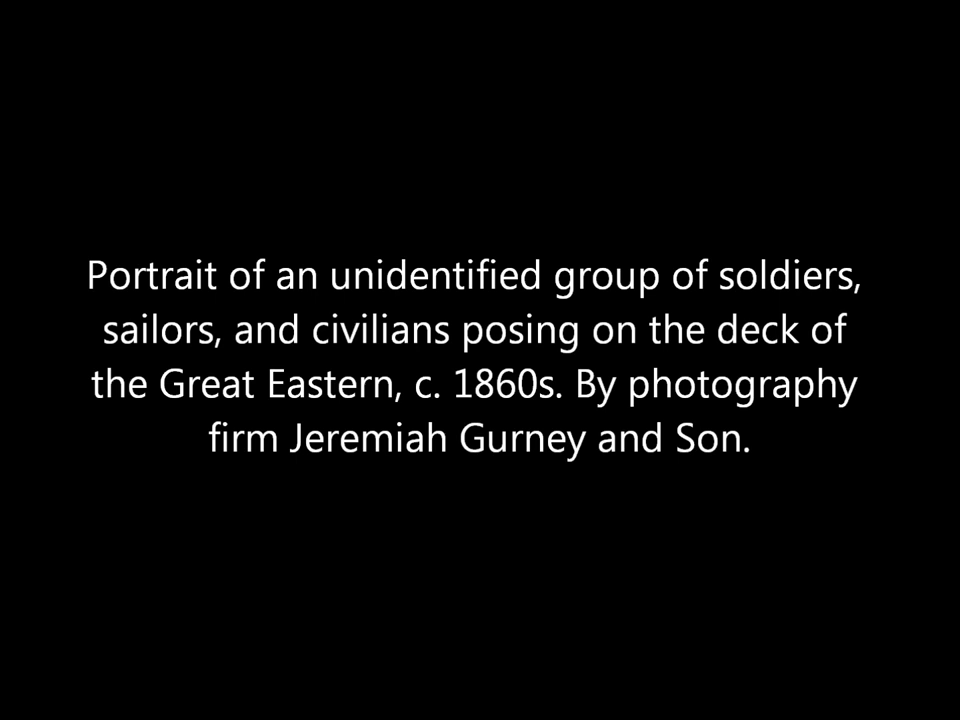 Portrait of an unidentified group of soldiers,
sailors, and civilians posing on the deck of
the Great Eastern, c. 1860s. By photography
firm Jeremiah Gurney and Son.